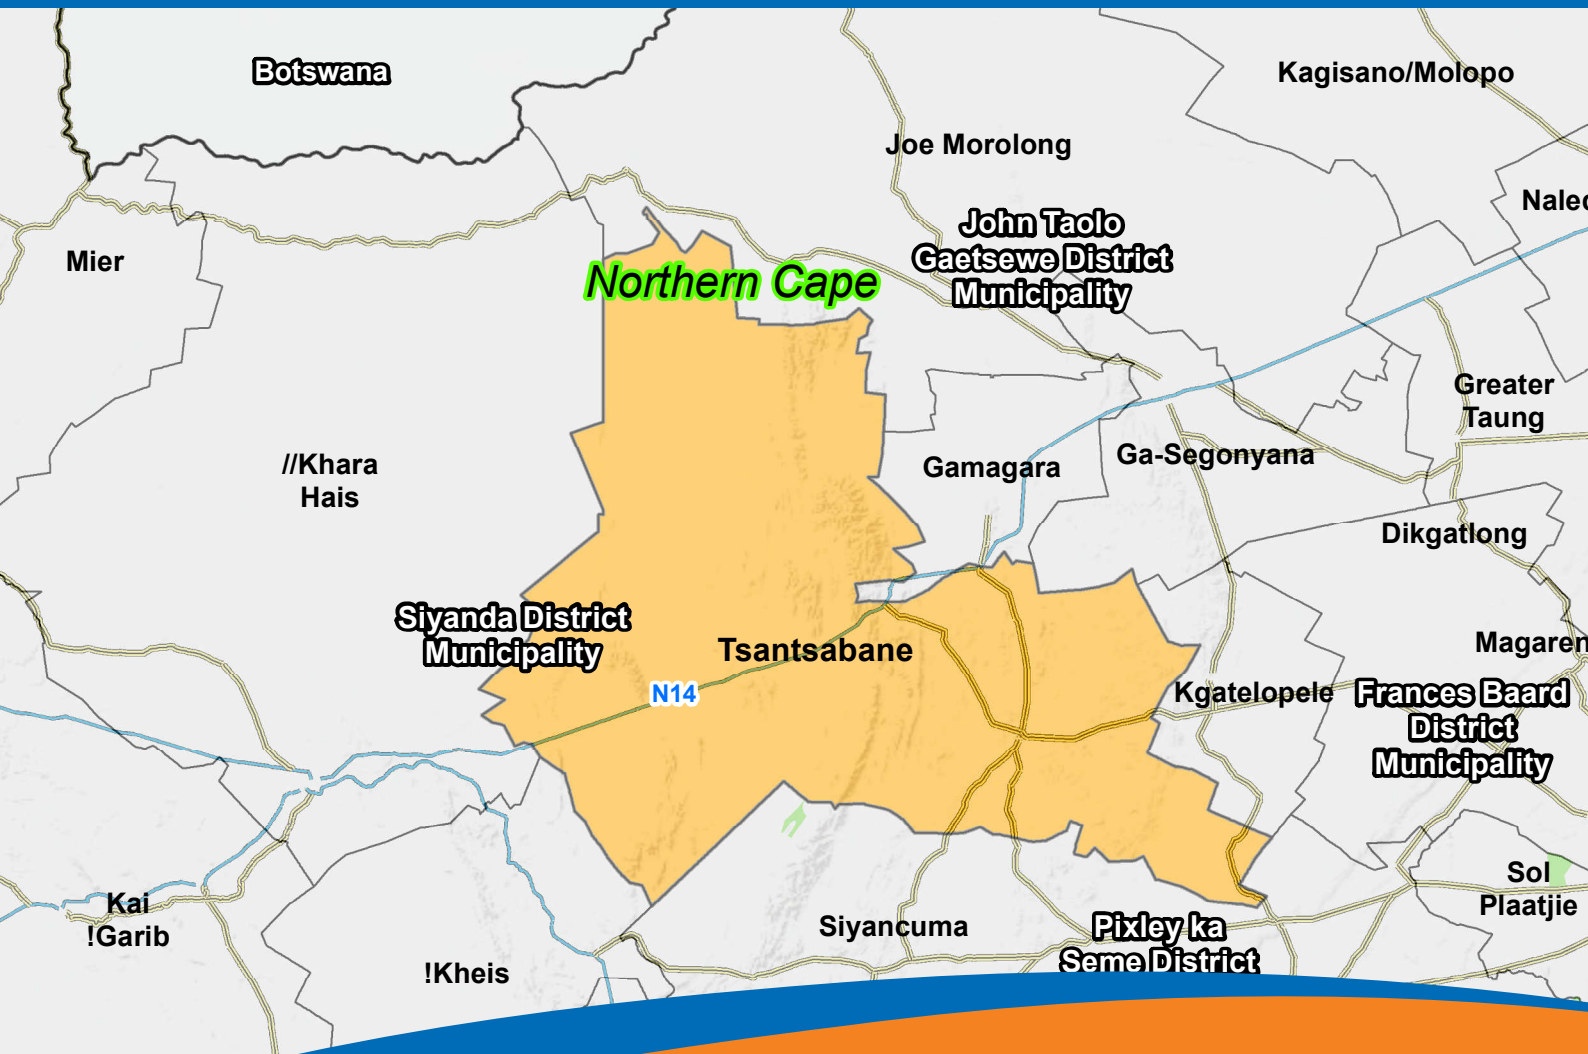 Botswana
Kagisano/Molopo
Joe Morolong
John Taolo
Gaetsewe District
Municipality
Mier
Northern Cape
Greater
Taung
//Khara
Hais
Gamagara
Ga-Segonyana
Dikgatlong
Siyanda District
Municipality
Tsantsabane
N14
Kgatelopele
Frances Baard
District
Municipality
Sol
Plaatjie
Kai
!Garib
Siyancuma
Pixley ka
Seme District
!Kheis